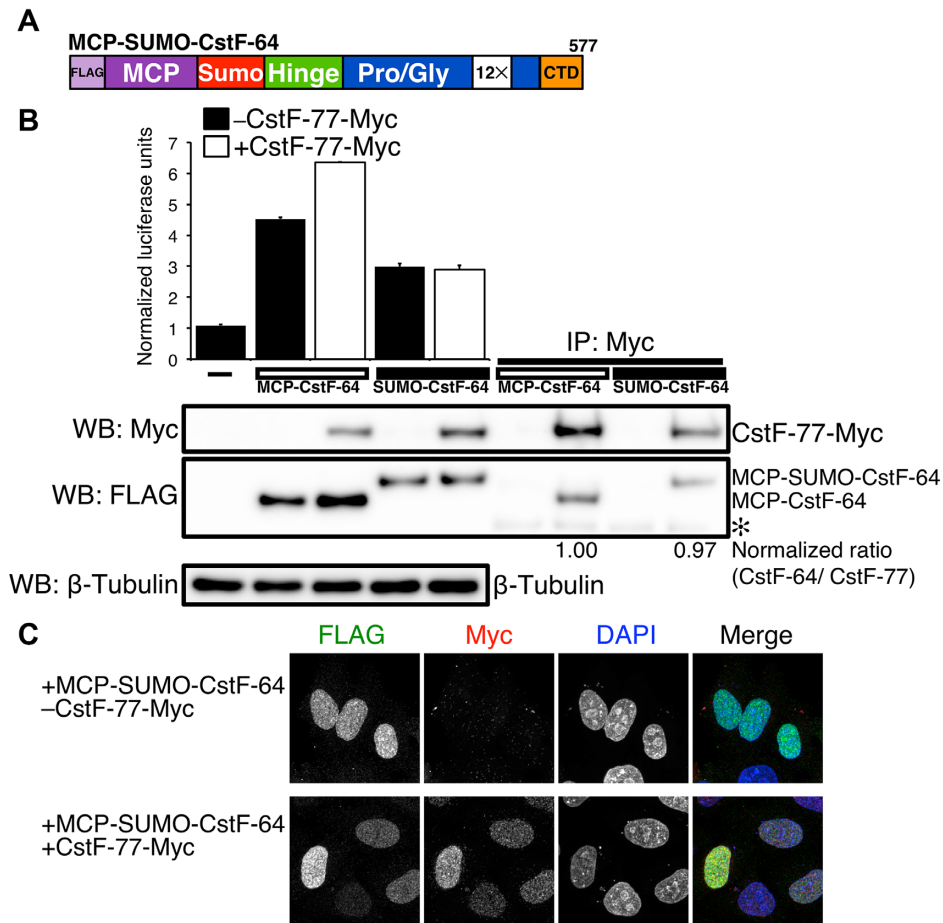 A
MCP-SUMO-CstF-64
577
FLAG MCP Sumo Hinge Pro/Gly 12× CTD
B
–CstF-77-Myc
+CstF-77-Myc
Normalized luciferase units
7
6
5
4
3
2
1
0
IP: Myc
– MCP-CstF-64 SUMO-CstF-64 MCP-CstF-64 SUMO-CstF-64
WB: Myc CstF-77-Myc
WB: FLAG MCP-SUMO-CstF-64
MCP-CstF-64
*
1.00 0.97 Normalized ratio
(CstF-64/ CstF-77)
WB: β-Tubulin β-Tubulin
C
FLAG Myc DAPI Merge
+MCP-SUMO-CstF-64
–CstF-77-Myc
+MCP-SUMO-CstF-64
+CstF-77-Myc